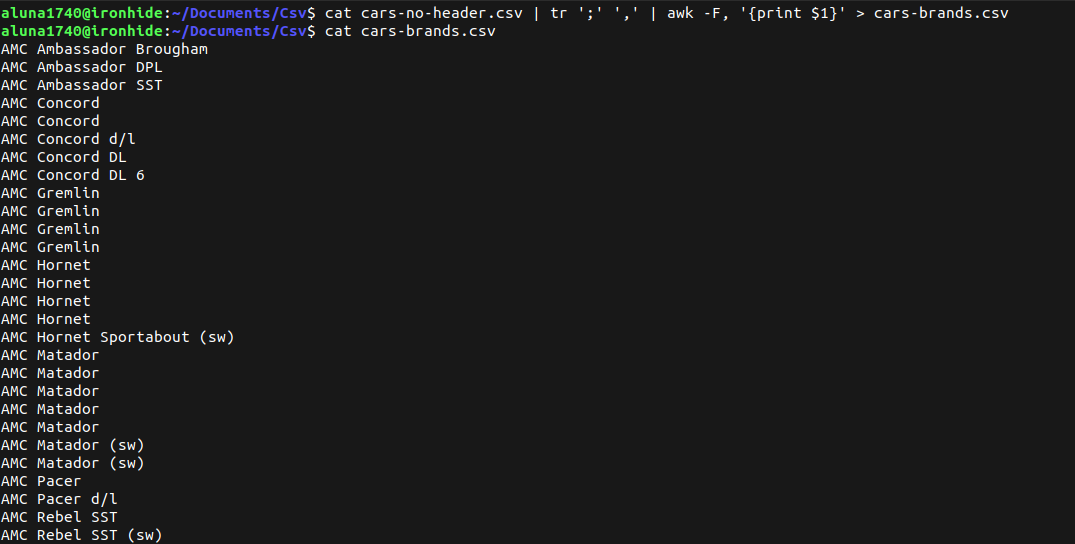 aluna1740@ironhide:~/Documents/Csv$ cat cars-no-header.csv | tr ';' ',' | awk -F, '{print $1}' > cars-brands.csv
aluna1740@ironhide:~/Documents/Csv$ cat cars-brands.csv
AMC Ambassador Brougham
AMC Ambassador DPL
AMC Ambassador SST
AMC Concord
AMC Concord
AMC Concord d/l
AMC Concord DL
AMC Concord DL 6
AMC Gremlin
AMC Gremlin
AMC Gremlin
AMC Gremlin
AMC Hornet
AMC Hornet
AMC Hornet
AMC Hornet
AMC Hornet Sportabout (sw)
AMC Matador
AMC Matador
AMC Matador
AMC Matador
AMC Matador
AMC Matador (sw)
AMC Matador (sw)
AMC Pacer
AMC Pacer d/l
AMC Rebel SST
AMC Rebel SST (sw)